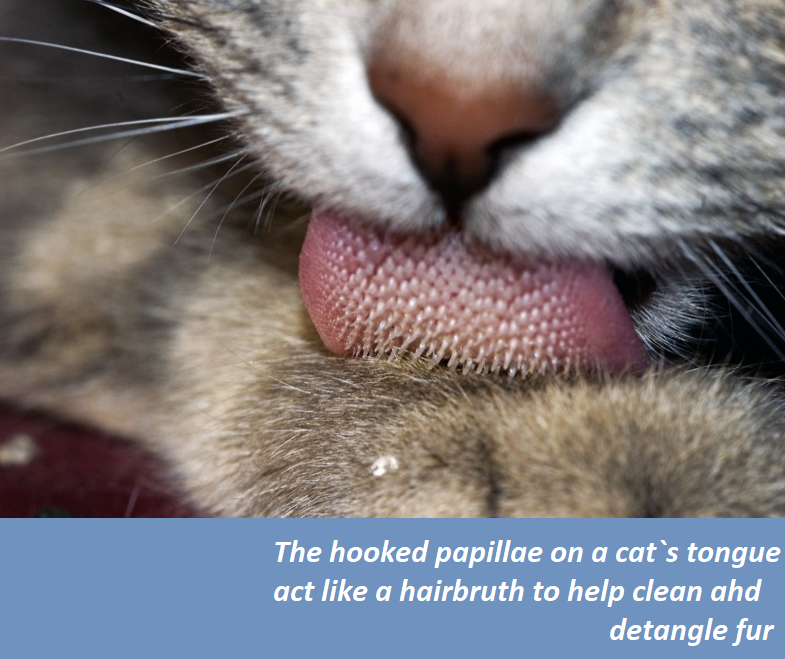 The hooked papillae on a cat`s tongue
act like a hairbruth to help clean ahd
detangle fur